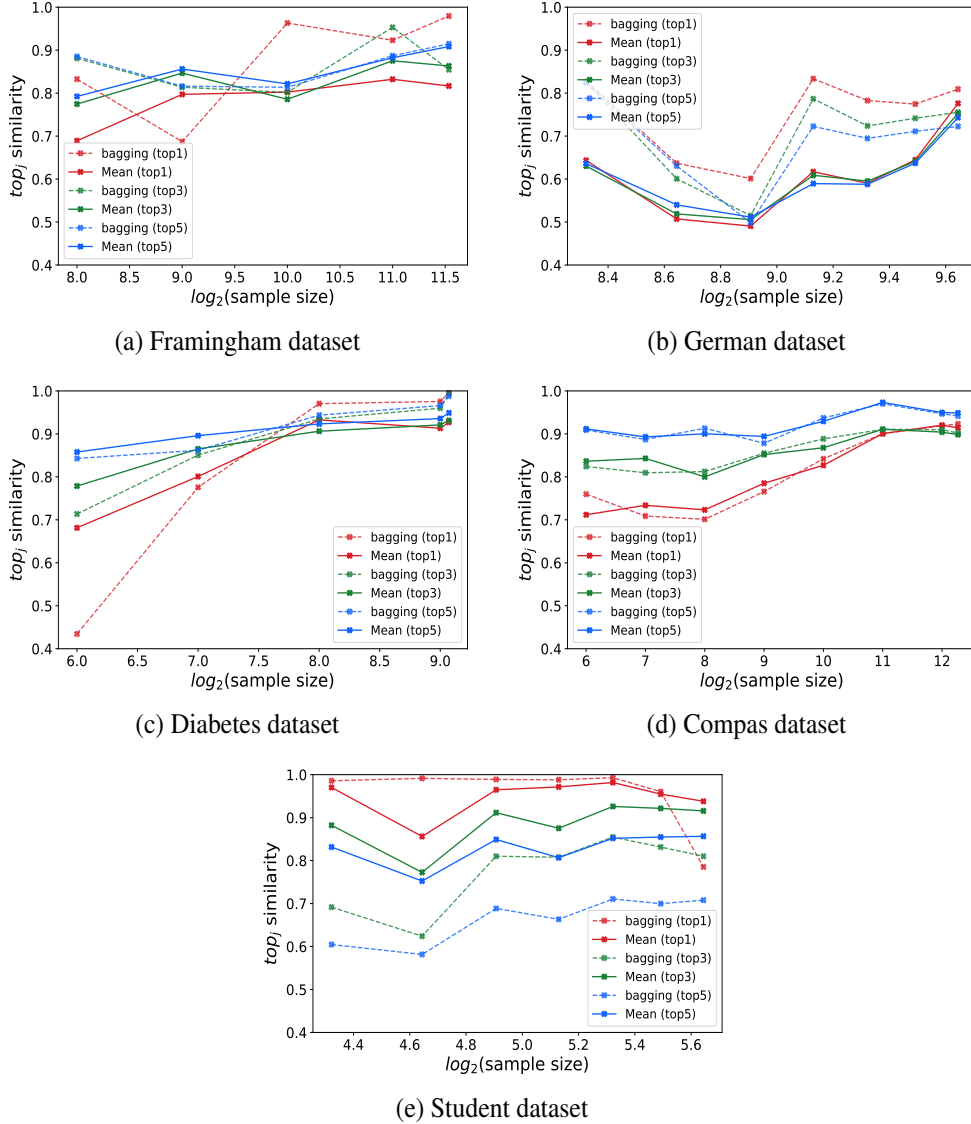 1.0
0.9
0.8
0.7
0.6
0.5
0.4
top_j similarity
bagging (top1)
Mean (top1)
bagging (top3)
Mean (top3)
bagging (top5)
Mean (top5)
8.0 8.5 9.0 9.5 10.0 10.5 11.0 11.5
log_2(sample size)
(a) Framingham dataset
1.0
0.9
0.8
0.7
0.6
0.5
0.4
top_j similarity
bagging (top1)
Mean (top1)
bagging (top3)
Mean (top3)
bagging (top5)
Mean (top5)
8.4 8.6 8.8 9.0 9.2 9.4 9.6
log_2(sample size)
(b) German dataset
1.0
0.9
0.8
0.7
0.6
0.5
0.4
top_j similarity
bagging (top1)
Mean (top1)
bagging (top3)
Mean (top3)
bagging (top5)
Mean (top5)
6.0 6.5 7.0 7.5 8.0 8.5 9.0
log_2(sample size)
(c) Diabetes dataset
1.0
0.9
0.8
0.7
0.6
0.5
0.4
top_j similarity
bagging (top1)
Mean (top1)
bagging (top3)
Mean (top3)
bagging (top5)
Mean (top5)
6 7 8 9 10 11 12
log_2(sample size)
(d) Compas dataset
1.0
0.9
0.8
0.7
0.6
0.5
0.4
top_j similarity
bagging (top1)
Mean (top1)
bagging (top3)
Mean (top3)
bagging (top5)
Mean (top5)
4.4 4.6 4.8 5.0 5.2 5.4 5.6
log_2(sample size)
(e) Student dataset